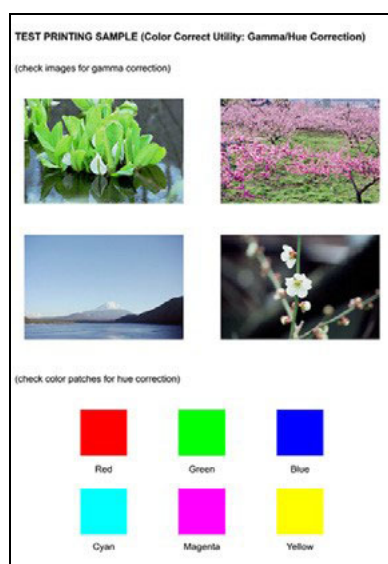 TEST PRINTING SAMPLE (Color Correct Utility: Gamma/Hue Correction)
(check images for gamma correction)
(check color patches for hue correction)
Red Green Blue
Cyan Magenta Yellow